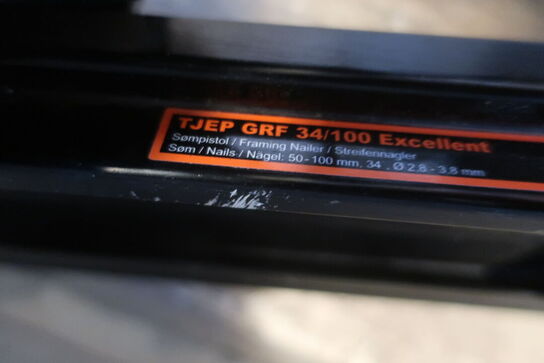 TJEP GRF 34/100 Excellent
Sømpistol / Framing Nailer / Streifennagler
Søm / Nails / Nägel: 50-100 mm, 34°, Ø 2.8 - 3.8 mm